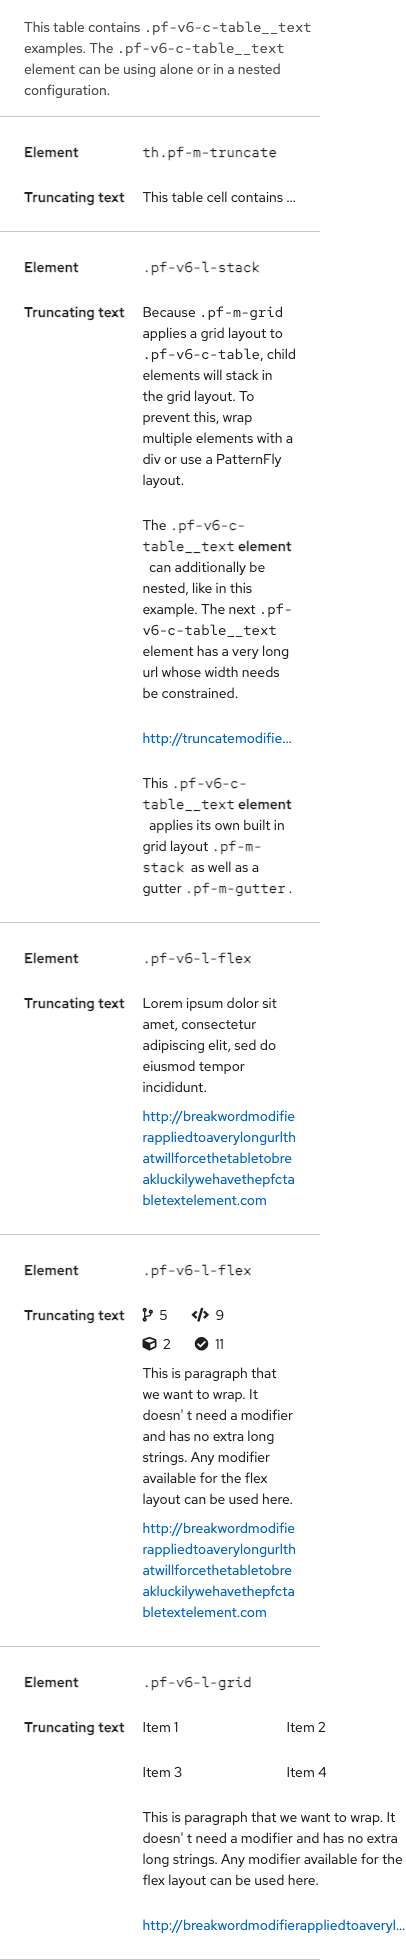 This table contains .pf-v6-c-table__text
examples. The .pf-v6-c-table__text
element can be using alone or in a nested
configuration.
Element th.pf-m-truncate
Truncating text This table cell contains ...
Element .pf-v6-l-stack
Truncating text Because .pf-m-grid
applies a grid layout to
.pf-v6-c-table, child
elements will stack in
the grid layout. To
prevent this, wrap
multiple elements with a
div or use a PatternFly
layout.
The .pf-v6-c-
table__text element
can additionally be
nested, like in this
example. The next .pf-
v6-c-table__text
element has a very long
url whose width needs
be constrained.
http://truncatemodifie...
This .pf-v6-c-
table__text element
applies its own built in
grid layout .pf-m-
stack as well as a
gutter .pf-m-gutter.
Element .pf-v6-l-flex
Truncating text Lorem ipsum dolor sit
amet, consectetur
adipiscing elit, sed do
eiusmod tempor
incididunt.
http://breakwordmodifie
rappliedtoaverylongurlth
atwillforcethetabletobre
akluckilywehavethepfcta
bletextelement.com
Element .pf-v6-l-flex
Truncating text 5 9
2 11
This is paragraph that
we want to wrap. It
doesn' t need a modifier
and has no extra long
strings. Any modifier
available for the flex
layout can be used here.
http://breakwordmodifie
rappliedtoaverylongurlth
atwillforcethetabletobre
akluckilywehavethepfcta
bletextelement.com
Element .pf-v6-l-grid
Truncating text Item 1 Item 2
Item 3 Item 4
This is paragraph that we want to wrap. It
doesn' t need a modifier and has no extra
long strings. Any modifier available for the
flex layout can be used here.
http://breakwordmodifierappliedtoaveryl...